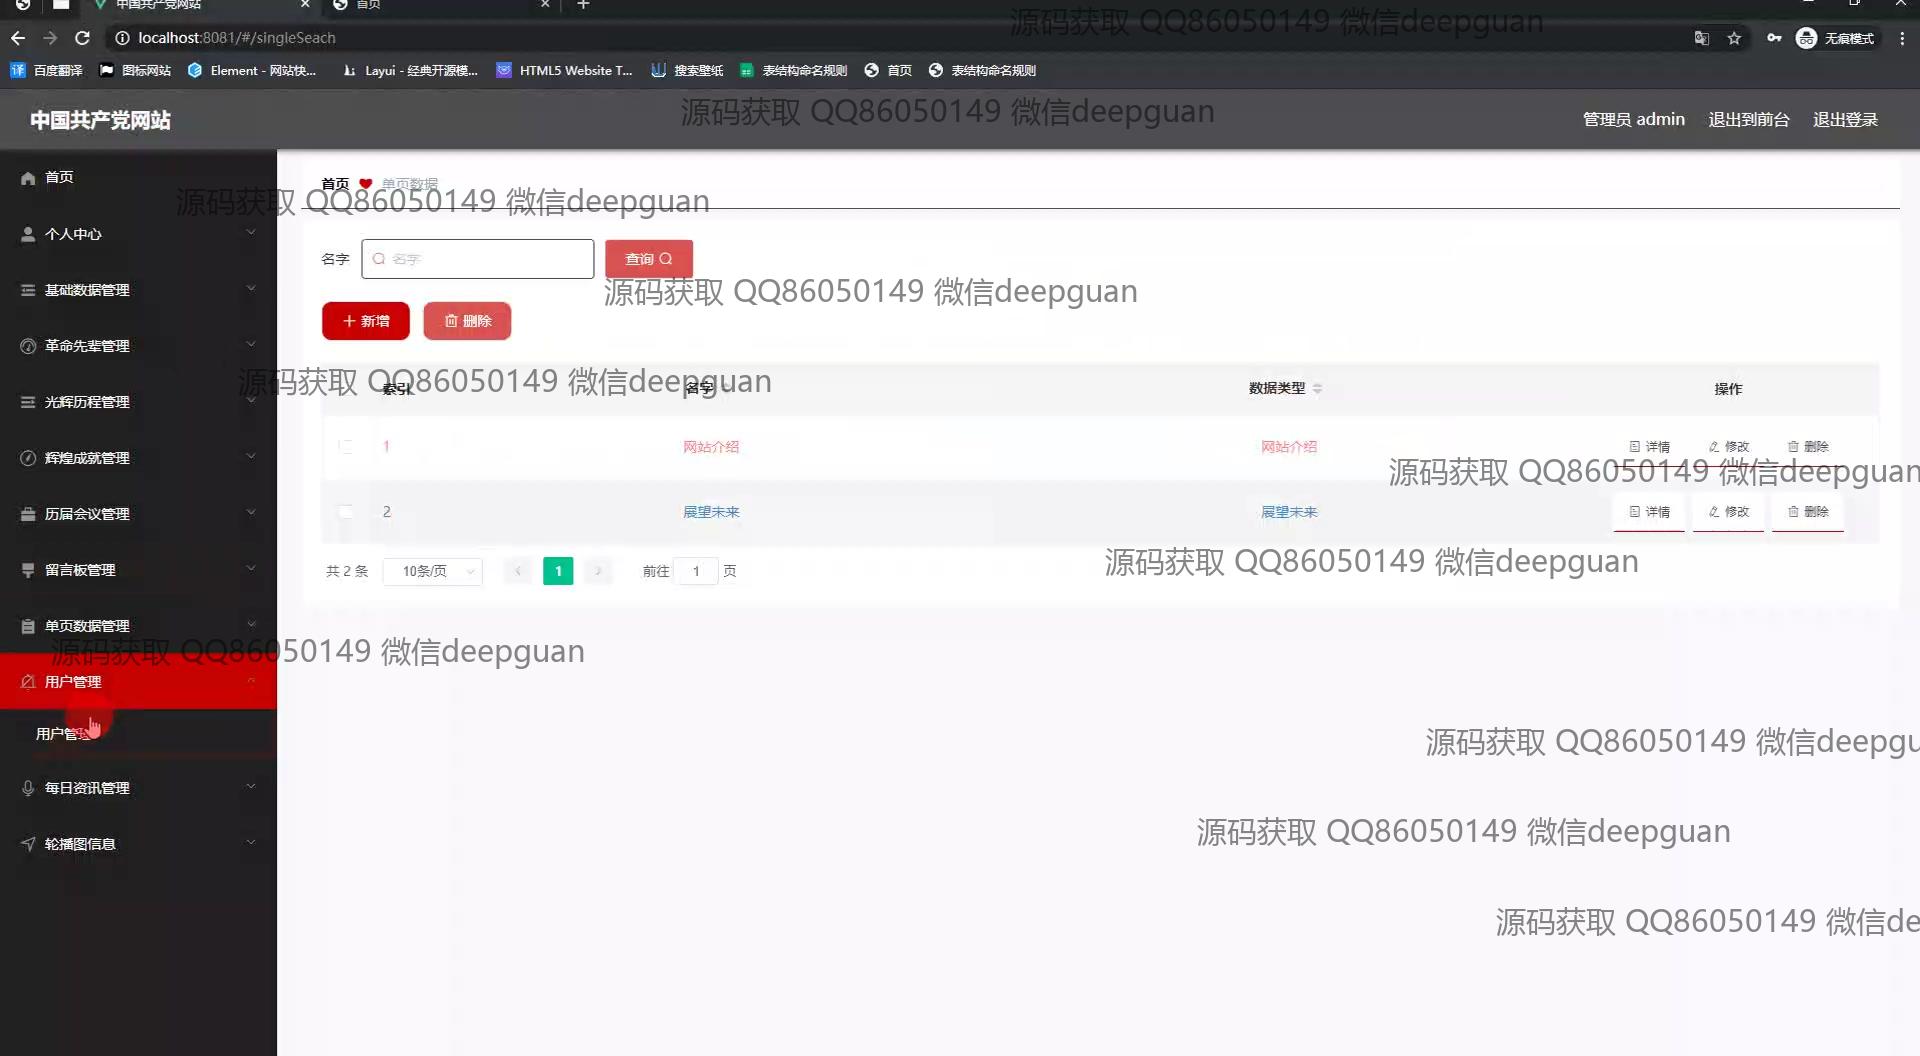 中国共产党网站
首页
源码获取 QQ86050149 微信deepguan
localhost:8081/#/singleSeach
无痕模式
百度翻译
图标网站
Element - 网站快...
Layui - 经典开源模...
HTML5 Website T...
搜索壁纸
表结构命名规则
首页
表结构命名规则
中国共产党网站
源码获取 QQ86050149 微信deepguan
管理员 admin
退出到前台
退出登录
首页
个人中心
基础数据管理
革命先辈管理
光辉历程管理
辉煌成就管理
历届会议管理
留言板管理
单页数据管理
用户管理
用户管理
每日资讯管理
轮播图信息
首页 单页数据
源码获取 QQ86050149 微信deepguan
名字 名字 查询
源码获取 QQ86050149 微信deepguan
新增 删除
源码获取 QQ86050149 微信deepguan
索引 名字 数据类型 操作
1 网站介绍 网站介绍 详情 修改 删除
源码获取 QQ86050149 微信deepguan
2 展望未来 展望未来 详情 修改 删除
源码获取 QQ86050149 微信deepguan
共 2 条 10条/页 1 前往 1 页
源码获取 QQ86050149 微信deepguan
源码获取 QQ86050149 微信deepgu
源码获取 QQ86050149 微信deepguan
源码获取 QQ86050149 微信de